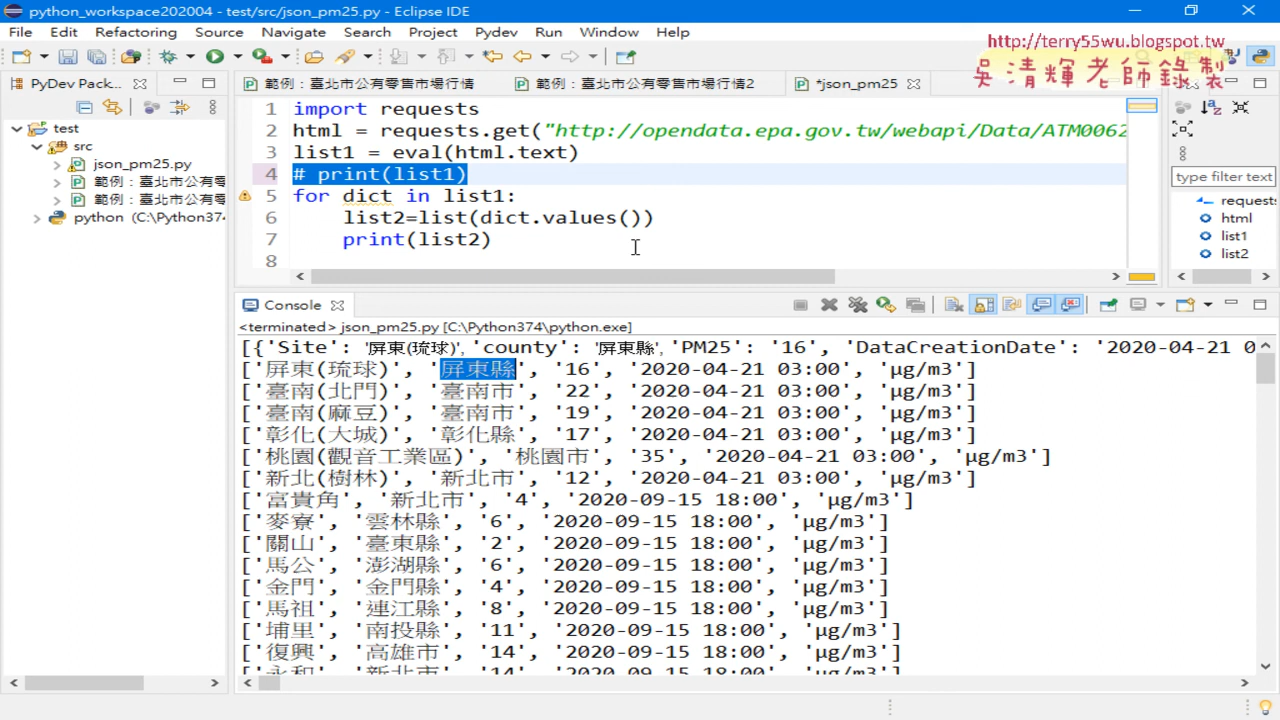 python_workspace202004 - test/src/json_pm25.py - Eclipse IDE
File Edit Refactoring Source Navigate Search Project Pydev Run Window Help
http://terry55wu.blogspot.tw
吳清輝老師錄製
PyDev Pack...
範例：臺北市公有零售市場行情
範例：臺北市公有零售市場行情2
*json_pm25
test
src
json_pm25.py
範例：臺北市公有零
範例：臺北市公有零
python (C:\Python374
1 import requests
2 html = requests.get("http://opendata.epa.gov.tw/webapi/Data/ATM0062
3 list1 = eval(html.text)
4 # print(list1)
5 for dict in list1:
6 list2=list(dict.values())
7 print(list2)
8
type filter text
requests
html
list1
list2
Console
<terminated> json_pm25.py [C:\Python374\python.exe]
[{'Site': '屏東(琉球)', 'county': '屏東縣', 'PM25': '16', 'DataCreationDate': '2020-04-21 0
['屏東(琉球)', '屏東縣', '16', '2020-04-21 03:00', 'μg/m3']
['臺南(北門)', '臺南市', '22', '2020-04-21 03:00', 'μg/m3']
['臺南(麻豆)', '臺南市', '19', '2020-04-21 03:00', 'μg/m3']
['彰化(大城)', '彰化縣', '17', '2020-04-21 03:00', 'μg/m3']
['桃園(觀音工業區)', '桃園市', '35', '2020-04-21 03:00', 'μg/m3']
['新北(樹林)', '新北市', '12', '2020-04-21 03:00', 'μg/m3']
['富貴角', '新北市', '4', '2020-09-15 18:00', 'μg/m3']
['麥寮', '雲林縣', '6', '2020-09-15 18:00', 'μg/m3']
['關山', '臺東縣', '2', '2020-09-15 18:00', 'μg/m3']
['馬公', '澎湖縣', '6', '2020-09-15 18:00', 'μg/m3']
['金門', '金門縣', '4', '2020-09-15 18:00', 'μg/m3']
['馬祖', '連江縣', '8', '2020-09-15 18:00', 'μg/m3']
['埔里', '南投縣', '11', '2020-09-15 18:00', 'μg/m3']
['復興', '高雄市', '14', '2020-09-15 18:00', 'μg/m3']
['永和', '新北市', '14', '2020-09-15 18:00', 'μg/m3']